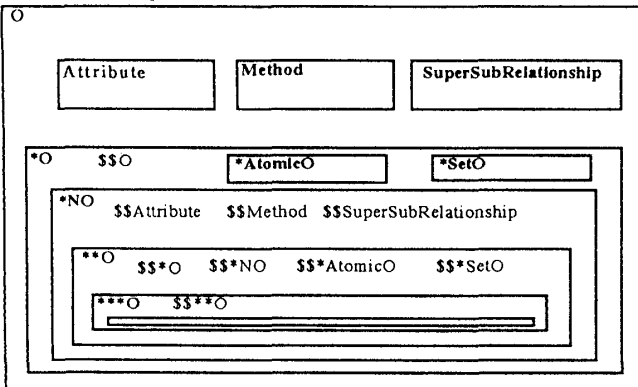 O
Attribute Method SuperSubRelationship
*O $$O *AtomicO *SetO
*NO
$$Attribute $$Method $$SuperSubRelationship
**O
$$*O $$*NO $$*AtomicO $$*SetO
***O $$**O